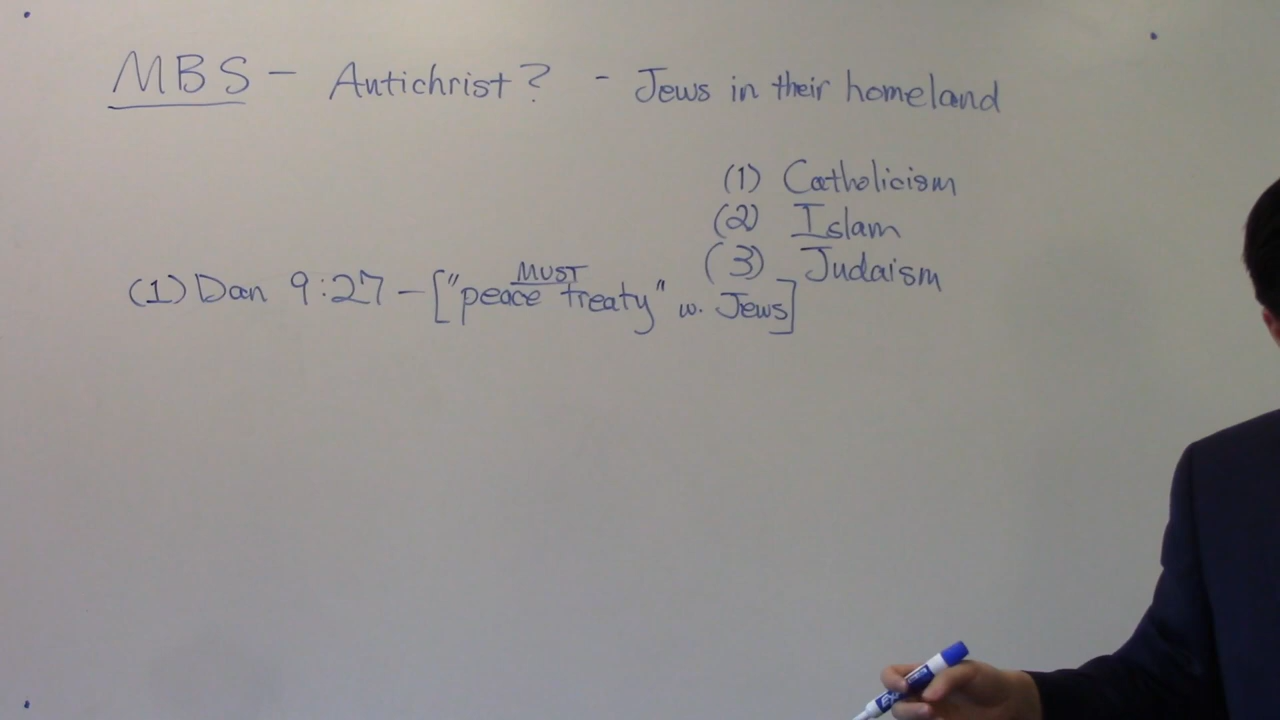 MBS - Antichrist? - Jews in their homeland
(1) Catholicism
(2) Islam
(3) Judaism
MUST
(1) Dan 9:27 - ["peace treaty" w. Jews]